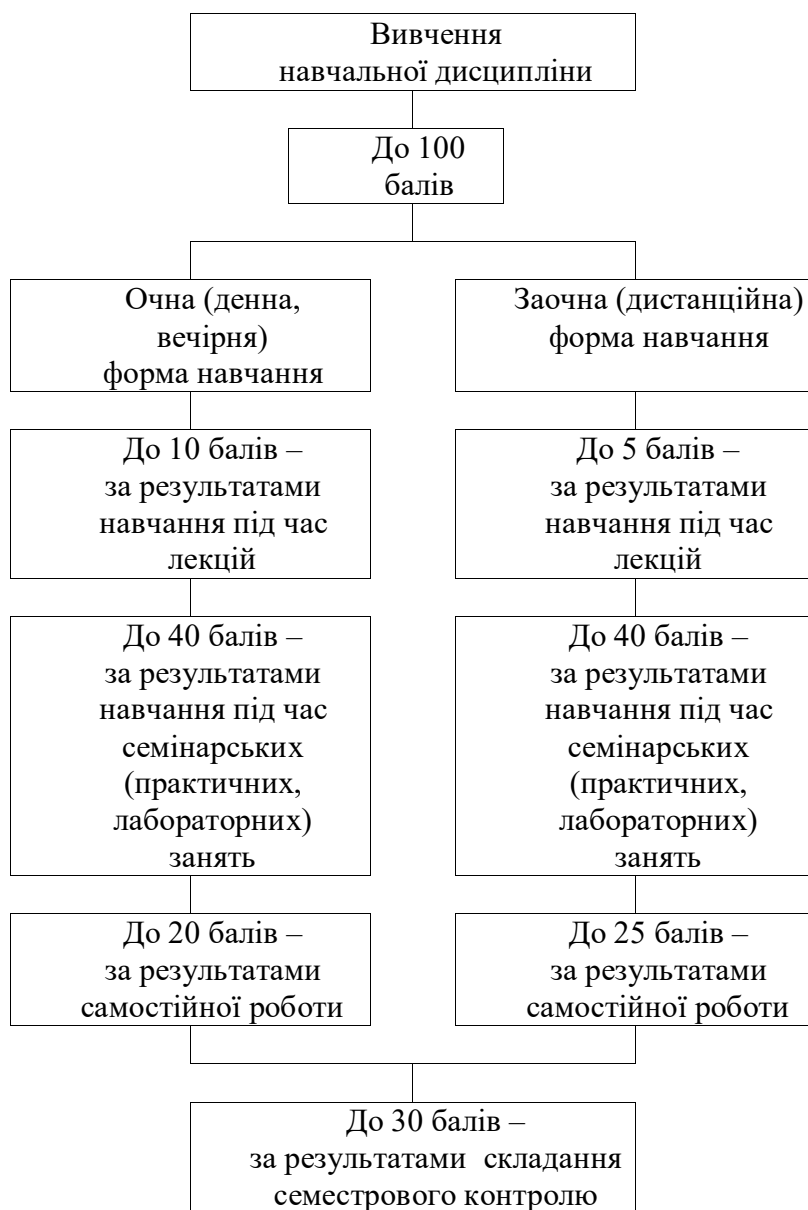 Вивчення
навчальної дисципліни
До 100
балів
Очна (денна,
вечірня)
форма навчання
Заочна (дистанційна)
форма навчання
До 10 балів –
за результатами
навчання під час
лекцій
До 5 балів –
за результатами
навчання під час
лекцій
До 40 балів –
за результатами
навчання під час
семінарських
(практичних,
лабораторних)
занять
До 40 балів –
за результатами
навчання під час
семінарських
(практичних,
лабораторних)
занять
До 20 балів –
за результатами
самостійної роботи
До 25 балів –
за результатами
самостійної роботи
До 30 балів –
за результатами складання
семестрового контролю